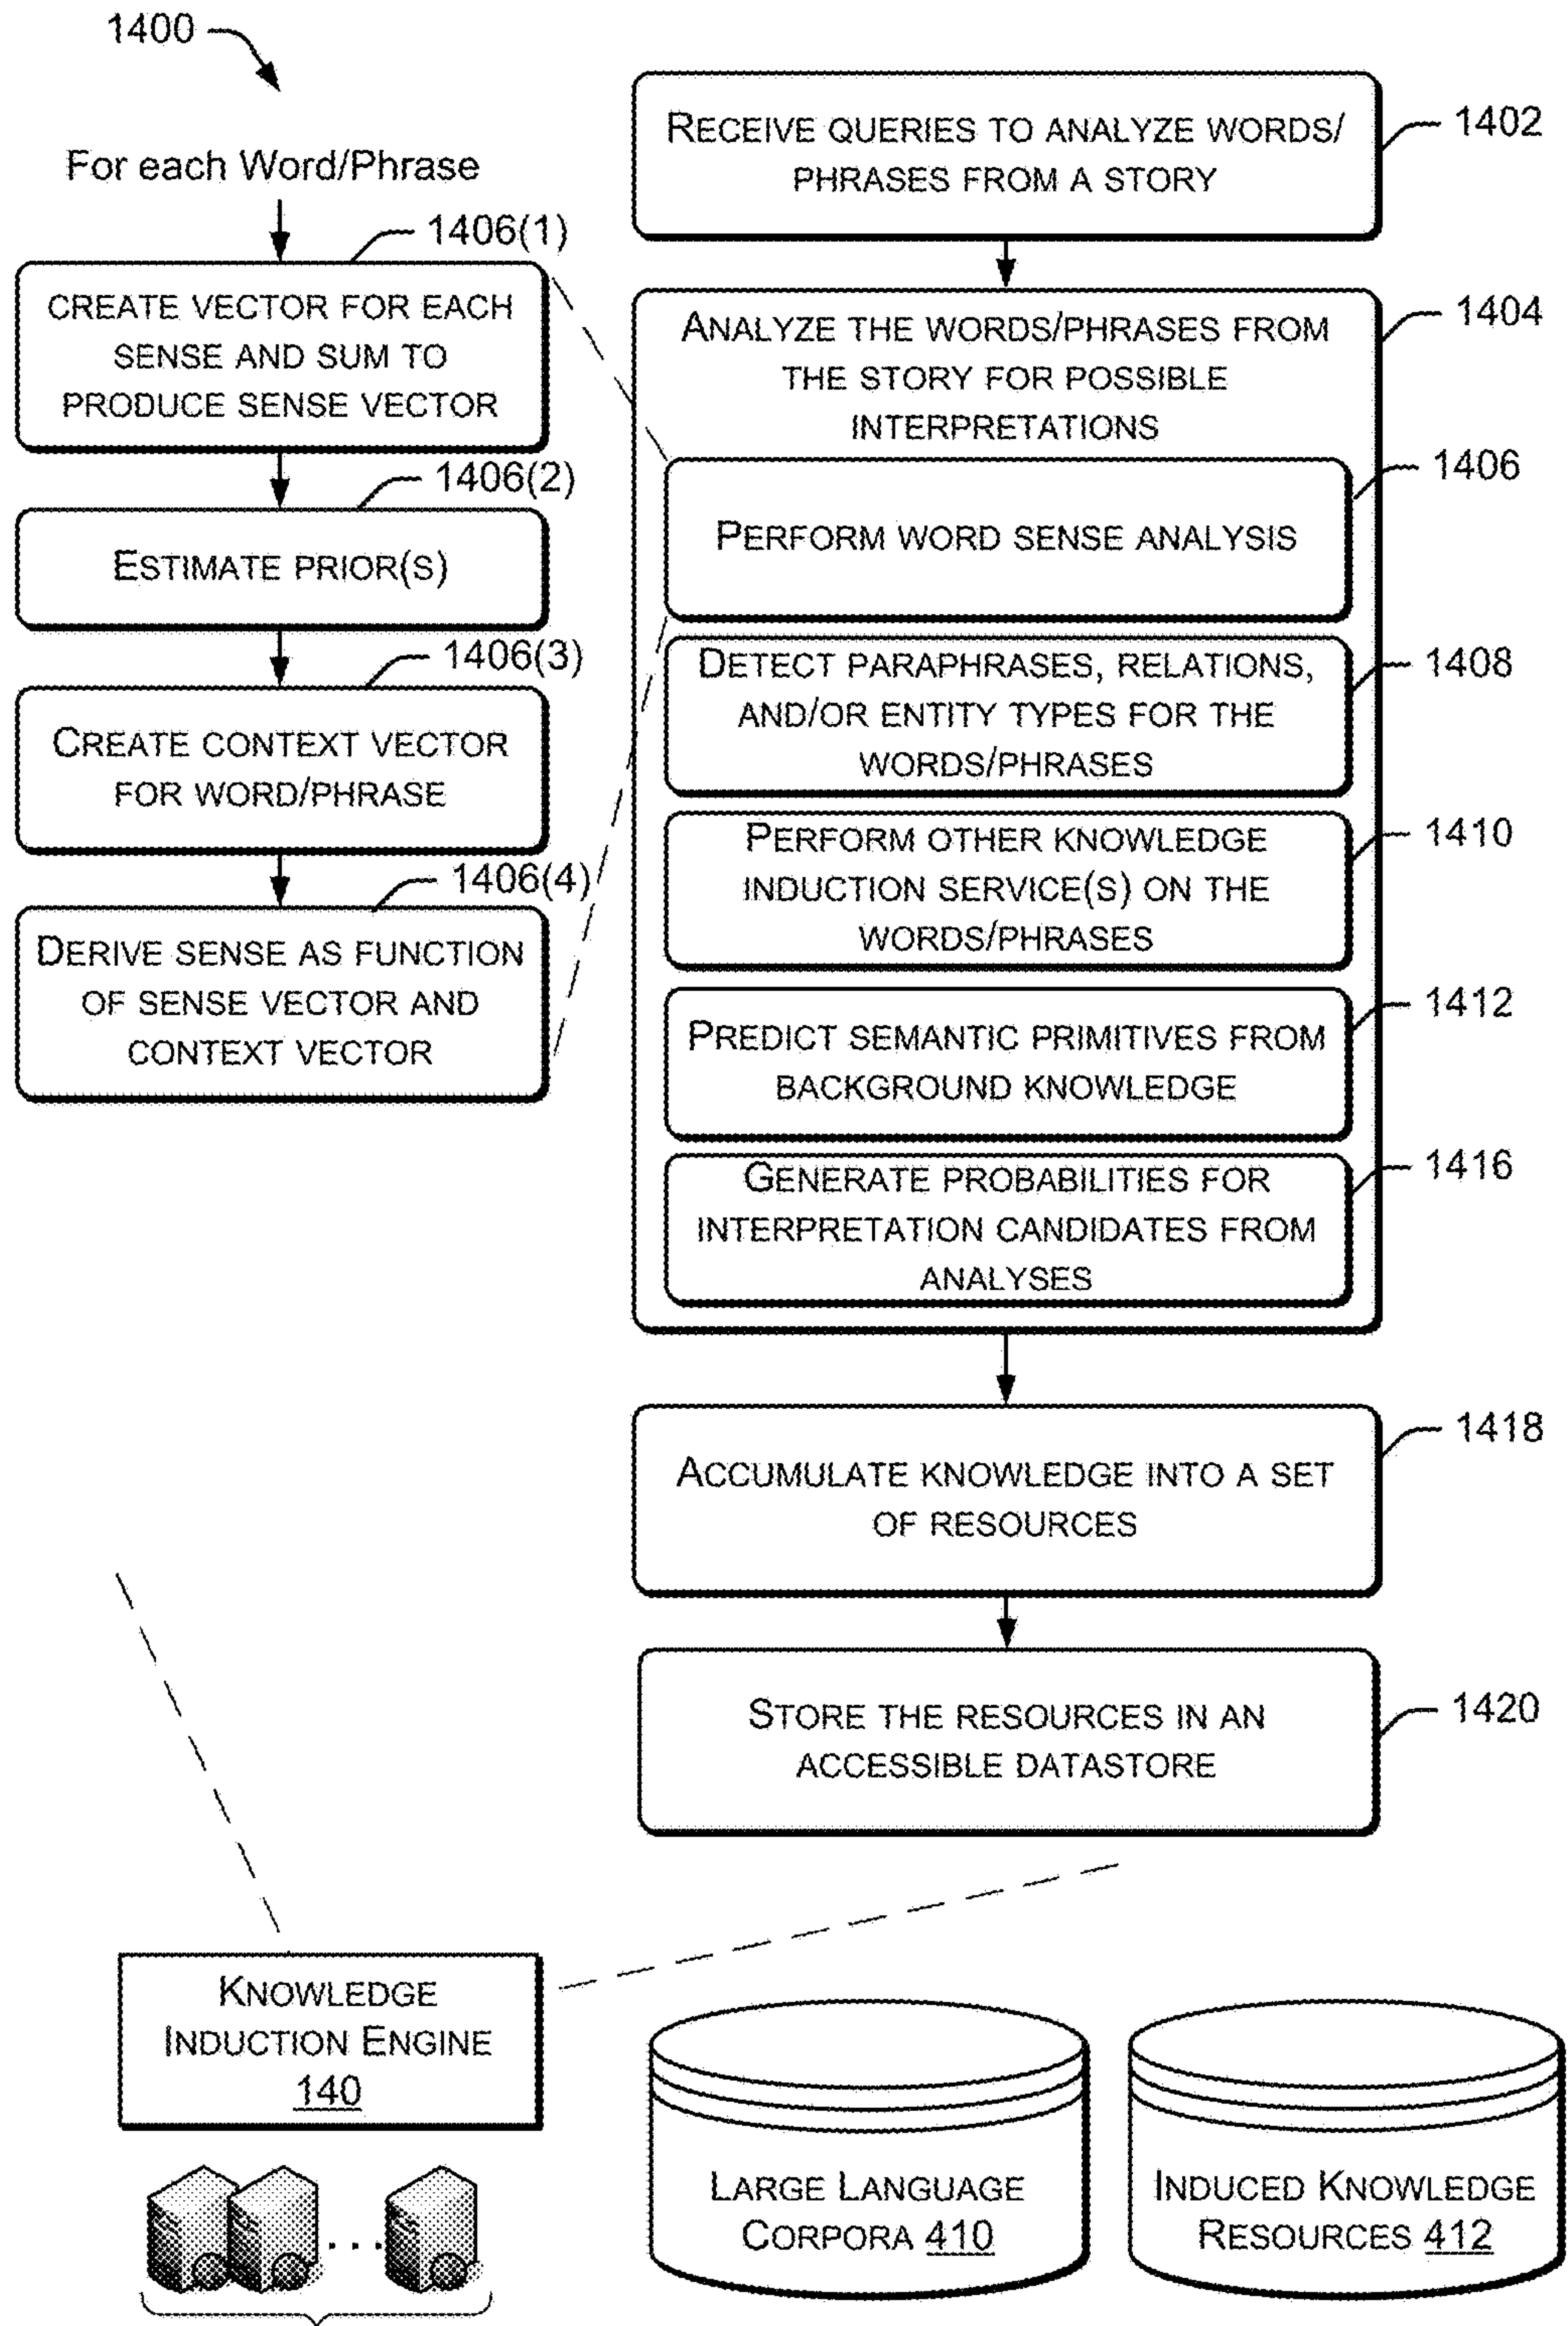 1400
For each Word/Phrase
1406(1)
CREATE VECTOR FOR EACH
SENSE AND SUM TO
PRODUCE SENSE VECTOR
1406(2)
ESTIMATE PRIOR(S)
1406(3)
CREATE CONTEXT VECTOR
FOR WORD/PHRASE
1406(4)
DERIVE SENSE AS FUNCTION
OF SENSE VECTOR AND
CONTEXT VECTOR
RECEIVE QUERIES TO ANALYZE WORDS/
PHRASES FROM A STORY
1402
ANALYZE THE WORDS/PHRASES FROM
THE STORY FOR POSSIBLE
INTERPRETATIONS
1404
PERFORM WORD SENSE ANALYSIS
1406
DETECT PARAPHRASES, RELATIONS,
AND/OR ENTITY TYPES FOR THE
WORDS/PHRASES
1408
PERFORM OTHER KNOWLEDGE
INDUCTION SERVICE(S) ON THE
WORDS/PHRASES
1410
PREDICT SEMANTIC PRIMITIVES FROM
BACKGROUND KNOWLEDGE
1412
GENERATE PROBABILITIES FOR
INTERPRETATION CANDIDATES FROM
ANALYSES
1416
ACCUMULATE KNOWLEDGE INTO A SET
OF RESOURCES
1418
STORE THE RESOURCES IN AN
ACCESSIBLE DATASTORE
1420
KNOWLEDGE
INDUCTION ENGINE
140
...
LARGE LANGUAGE
CORPORA 410
INDUCED KNOWLEDGE
RESOURCES 412